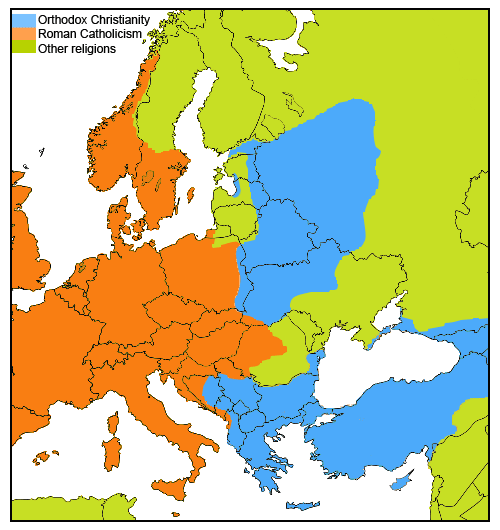 Orthodox Christianity
Roman Catholicism
Other religions